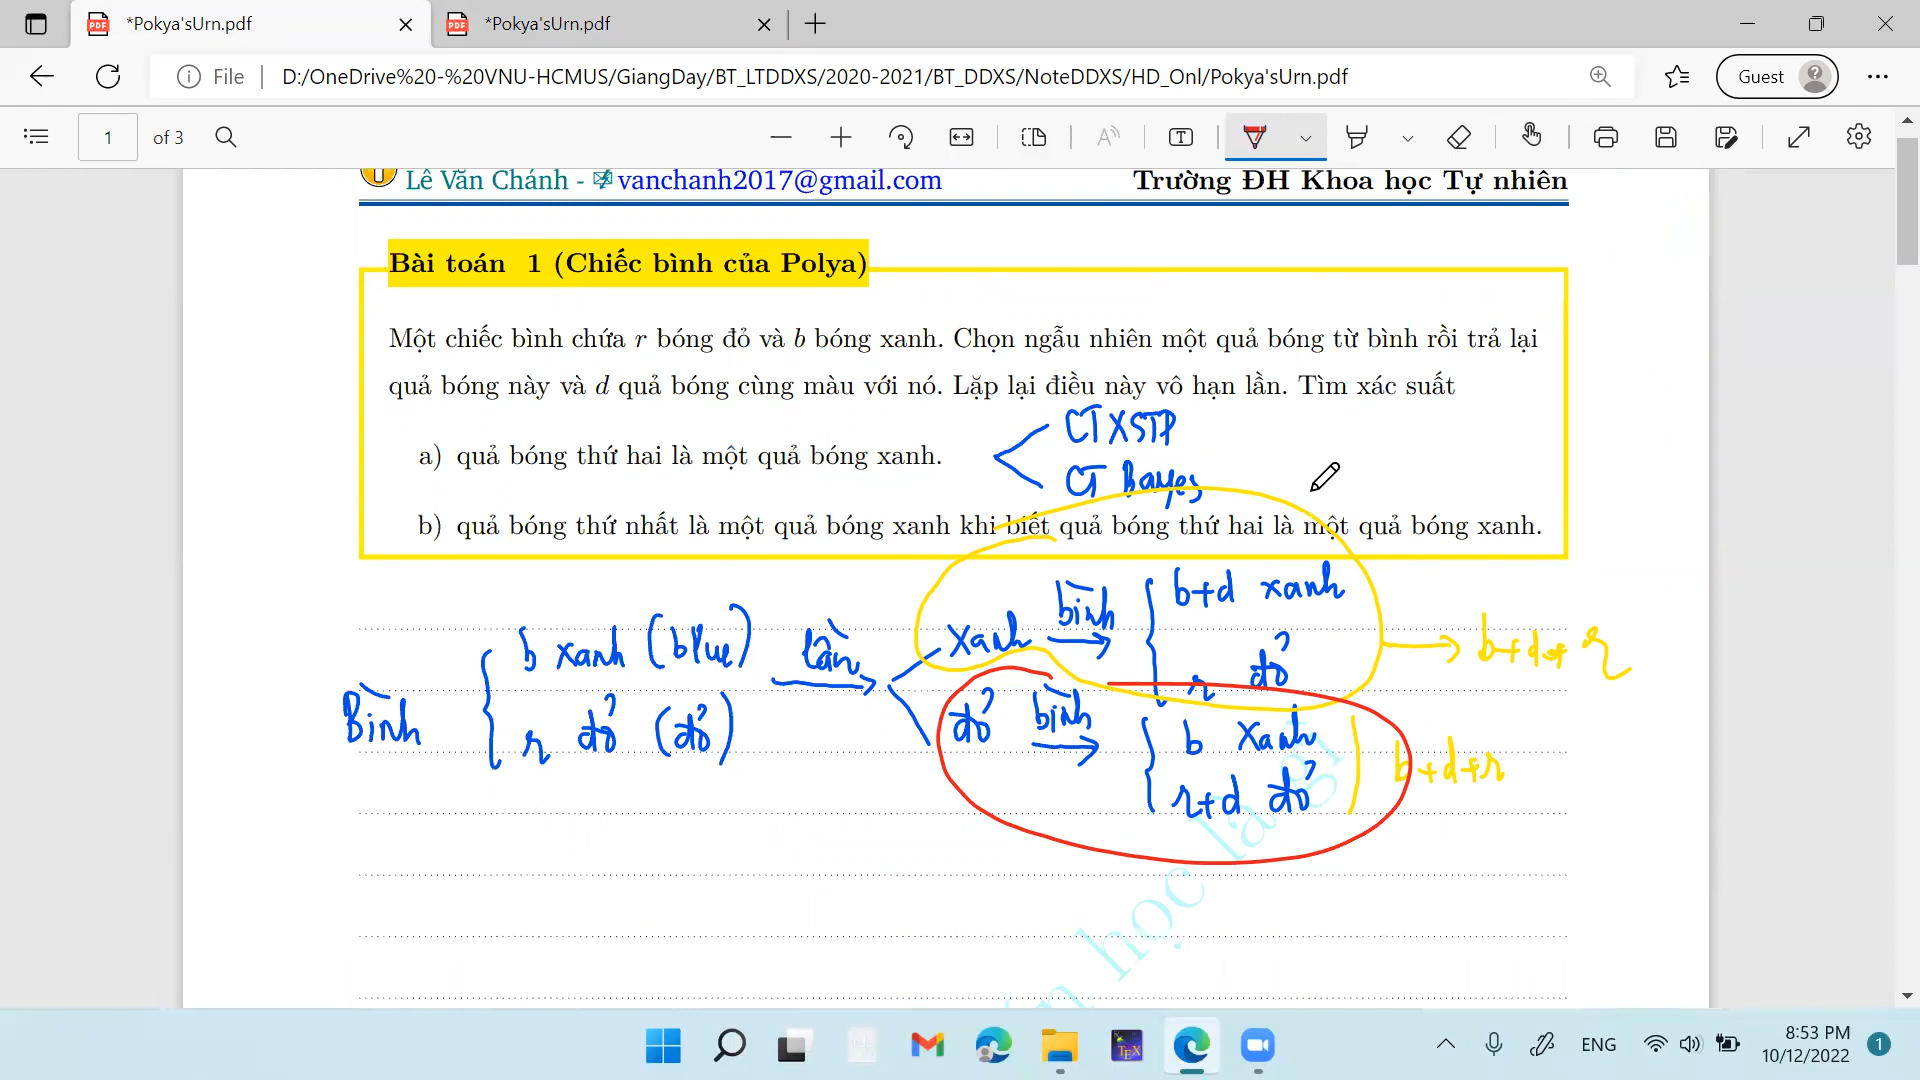 *Pokya'sUrn.pdf
*Pokya'sUrn.pdf
File
D:/OneDrive%20-%20VNU-HCMUS/GiangDay/BT_LTDDXS/2020-2021/BT_DDXS/NoteDDXS/HD_Onl/Pokya'sUrn.pdf
Guest
1 of 3
Lê Văn Chánh - vanchanh2017@gmail.com
Trường ĐH Khoa học Tự nhiên
Bài toán 1 (Chiếc bình của Polya)
Một chiếc bình chứa r bóng đỏ và b bóng xanh. Chọn ngẫu nhiên một quả bóng từ bình rồi trả lại
quả bóng này và d quả bóng cùng màu với nó. Lặp lại điều này vô hạn lần. Tìm xác suất
CTXSTP
a) quả bóng thứ hai là một quả bóng xanh.
CT Bayes
b) quả bóng thứ nhất là một quả bóng xanh khi biết quả bóng thứ hai là một quả bóng xanh.
Bình
b xanh (blue)
r đỏ (đỏ)
lần
Xanh bình
b+d xanh
r đỏ
b+d+r
đỏ bình
b Xanh
r+d đỏ
b+d+r
học là gì
ENG
8:53 PM
10/12/2022
1